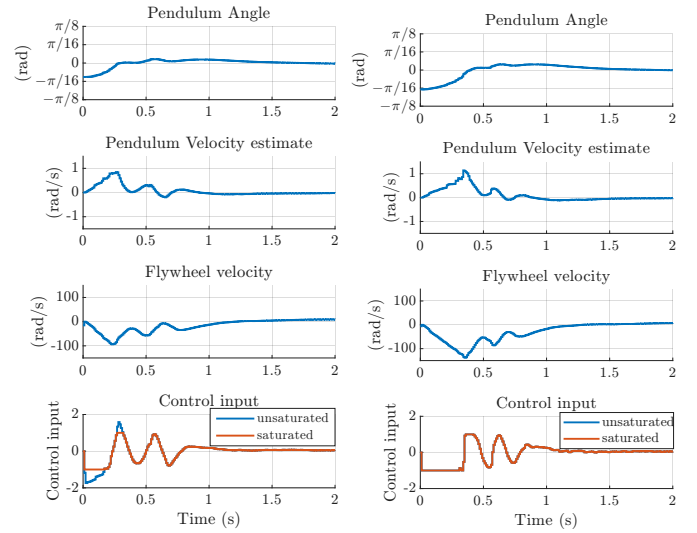 Pendulum Angle
π/8
π/16
0
−π/16
−π/8
(rad)
0
0.5
1
1.5
2
Pendulum Velocity estimate
1
0
-1
(rad/s)
0
0.5
1
1.5
2
Flywheel velocity
100
0
-100
(rad/s)
0
0.5
1
1.5
2
Control input
2
0
-2
Control input
unsaturated
saturated
0
0.5
1
1.5
2
Time (s)
Pendulum Angle
π/8
π/16
0
−π/16
−π/8
(rad)
0
0.5
1
1.5
2
Pendulum Velocity estimate
1
0
-1
(rad/s)
0
0.5
1
1.5
2
Flywheel velocity
100
0
-100
(rad/s)
0
0.5
1
1.5
2
Control input
2
0
-2
Control input
unsaturated
saturated
0
0.5
1
1.5
2
Time (s)